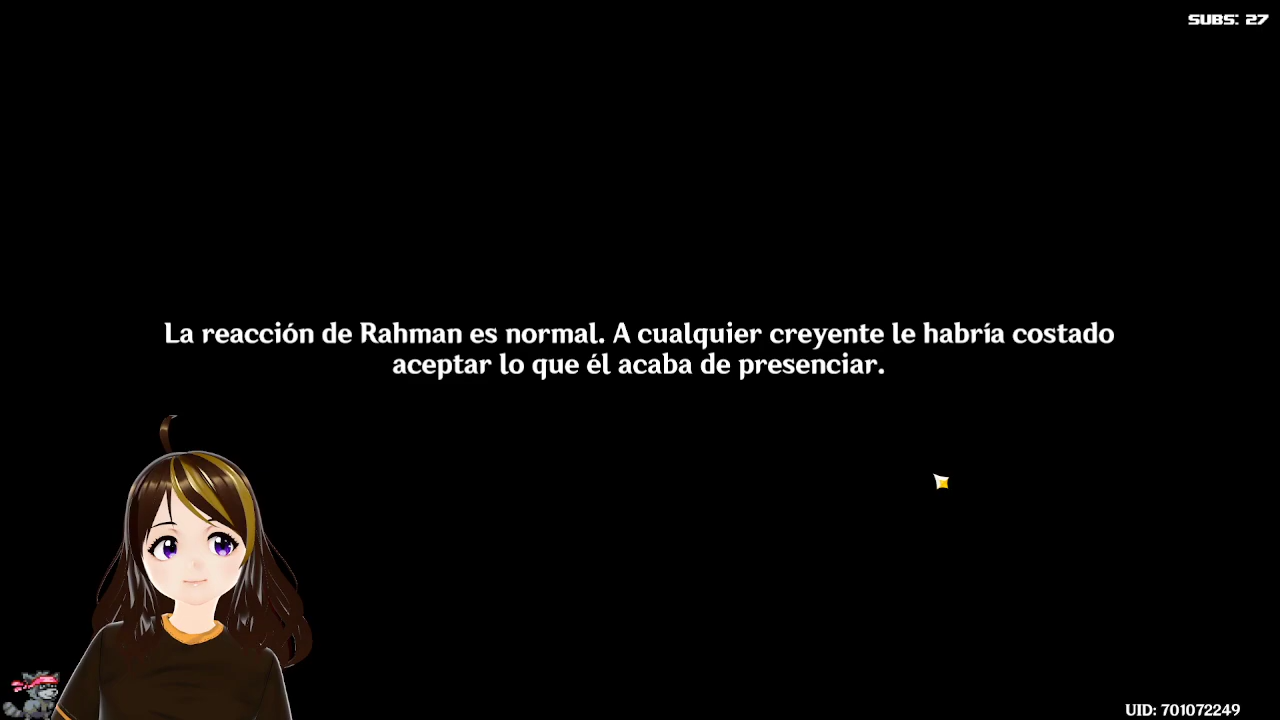 SUBS: 27
La reacción de Rahman es normal. A cualquier creyente le habría costado
aceptar lo que él acaba de presenciar.
UID: 701072249